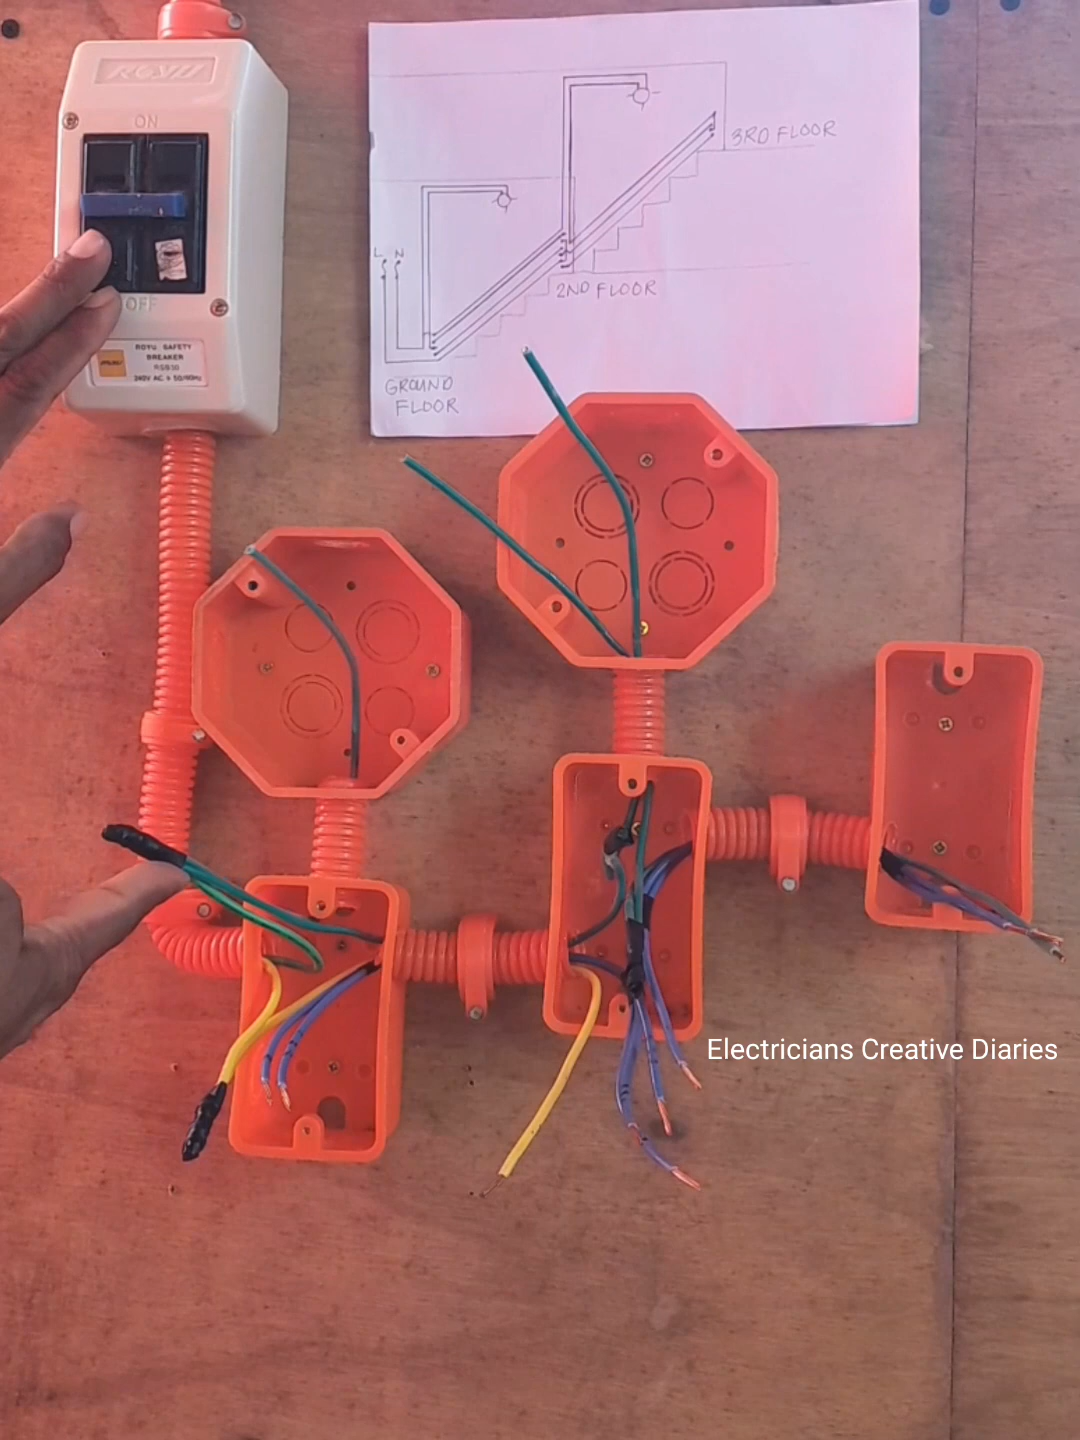 ROYU
ON
OFF
ROYU SAFETY
BREAKER
RSB30
240V AC 50/60Hz
L N
3RD FLOOR
2ND FLOOR
GROUND
FLOOR
Electricians Creative Diaries